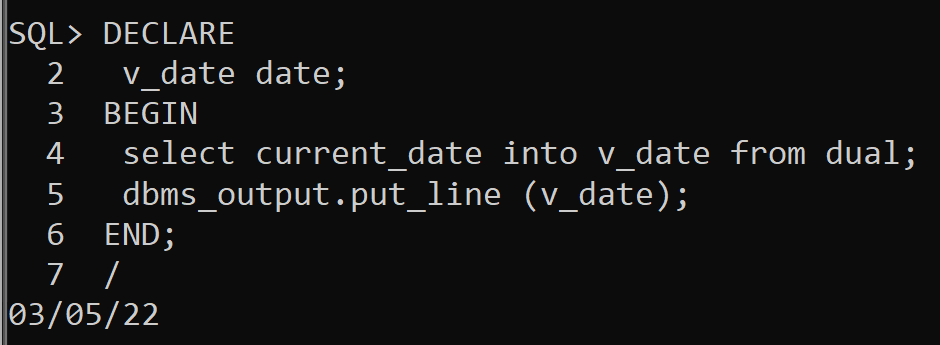 SQL> DECLARE
2 v_date date;
3 BEGIN
4 select current_date into v_date from dual;
5 dbms_output.put_line (v_date);
6 END;
7 /
03/05/22